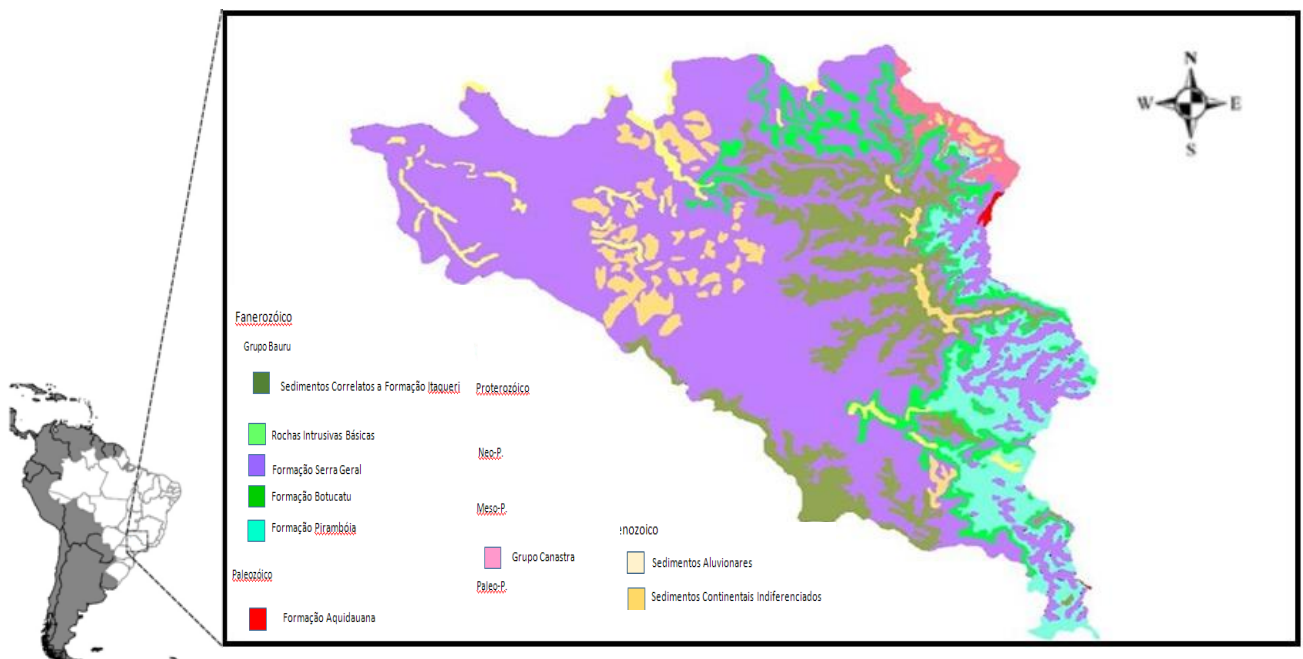 N
W E
S
Fanerozóico
Grupo Bauru
Sedimentos Correlatos a Formação Itaqueri
Rochas Intrusivas Básicas
Formação Serra Geral
Formação Botucatu
Formação Pirambóia
Paleozóico
Formação Aquidauana
Proterozóico
Neo-P.
Meso-P.
Grupo Canastra
Paleo-P.
enozoico
Sedimentos Aluvionares
Sedimentos Continentais Indiferenciados